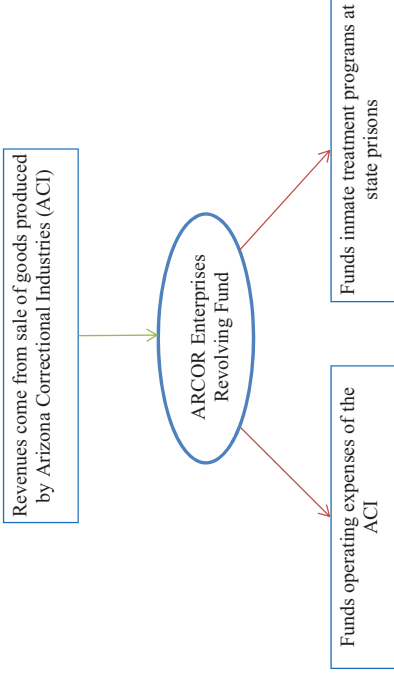 Revenues come from sale of goods produced
by Arizona Correctional Industries (ACI)
ARCOR Enterprises
Revolving Fund
Funds operating expenses of the
ACI
Funds inmate treatment programs at
state prisons